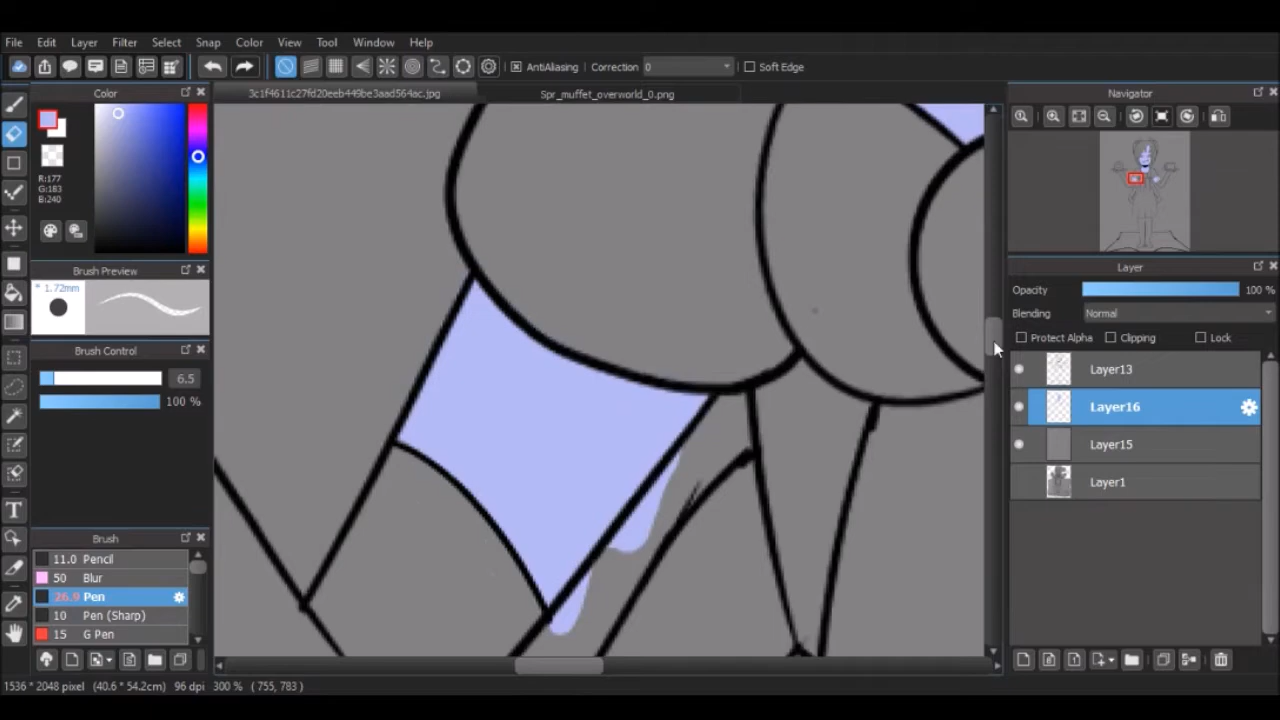 File Edit Layer Filter Select Snap Color View Tool Window Help
AntiAliasing Correction 0 Soft Edge
Color
3c1f4611c27fd20eeb449be3aad564ac.jpg
Spr_muffet_overworld_0.png
Navigator
R:177
G:183
B:240
Brush Preview
* 1.72mm
Brush Control
6.5
100 %
Layer
Opacity 100 %
Blending Normal
Protect Alpha Clipping Lock
Layer13
Layer16
Layer15
Layer1
Brush
11.0 Pencil
50 Blur
26.9 Pen
10 Pen (Sharp)
15 G Pen
1536 * 2048 pixel (40.6 * 54.2cm) 96 dpi 300 % ( 755, 783 )